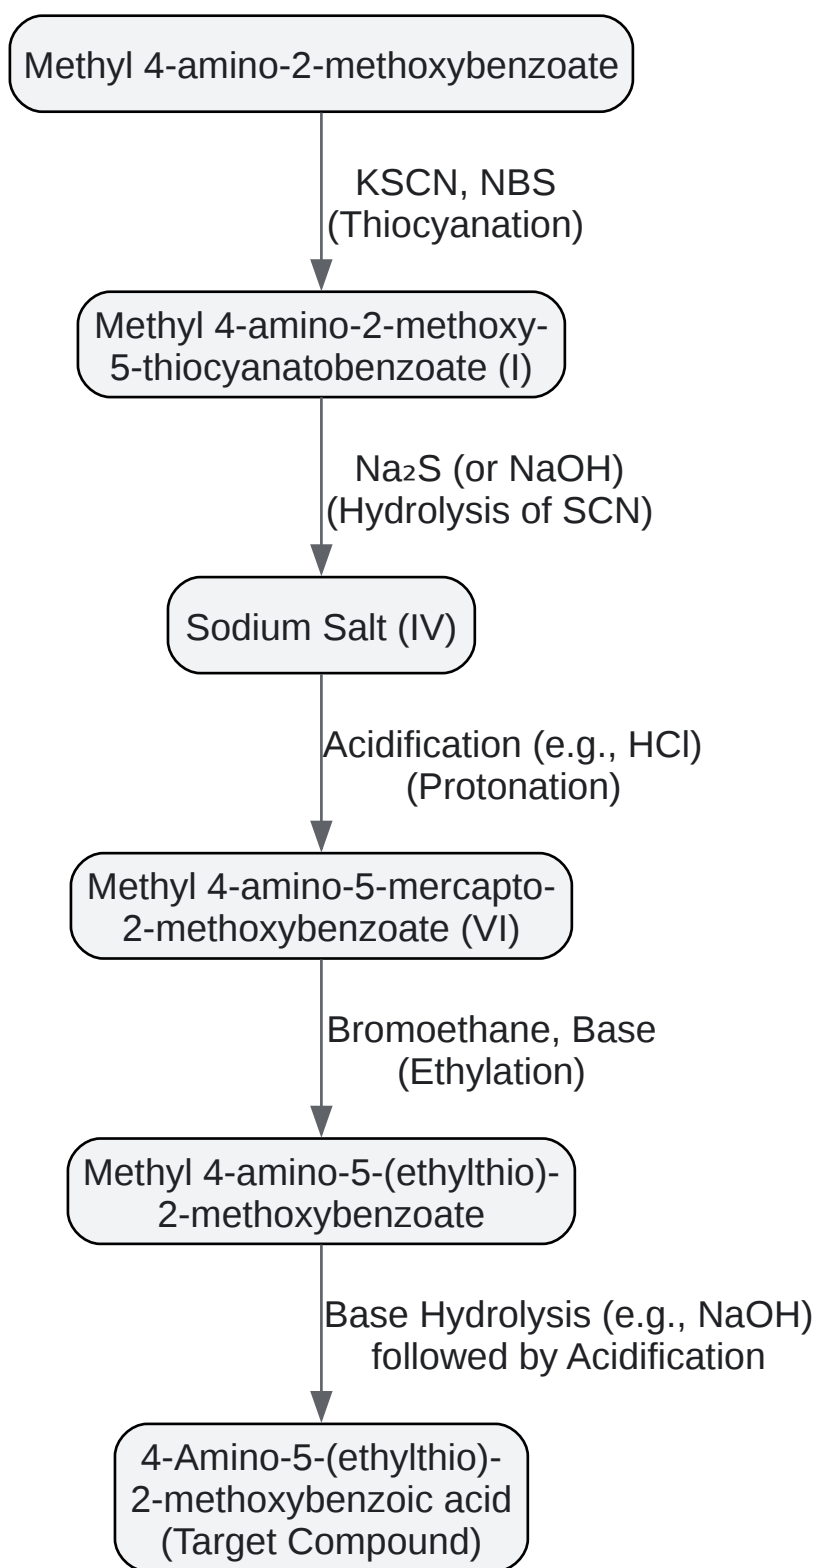 Methyl 4-amino-2-methoxybenzoate
KSCN, NBS
(Thiocyanation)
Methyl 4-amino-2-methoxy-
5-thiocyanatobenzoate (I)
Na₂S (or NaOH)
(Hydrolysis of SCN)
Sodium Salt (IV)
Acidification (e.g., HCl)
(Protonation)
Methyl 4-amino-5-mercapto-
2-methoxybenzoate (VI)
Bromoethane, Base
(Ethylation)
Methyl 4-amino-5-(ethylthio)-
2-methoxybenzoate
Base Hydrolysis (e.g., NaOH)
followed by Acidification
4-Amino-5-(ethylthio)-
2-methoxybenzoic acid
(Target Compound)